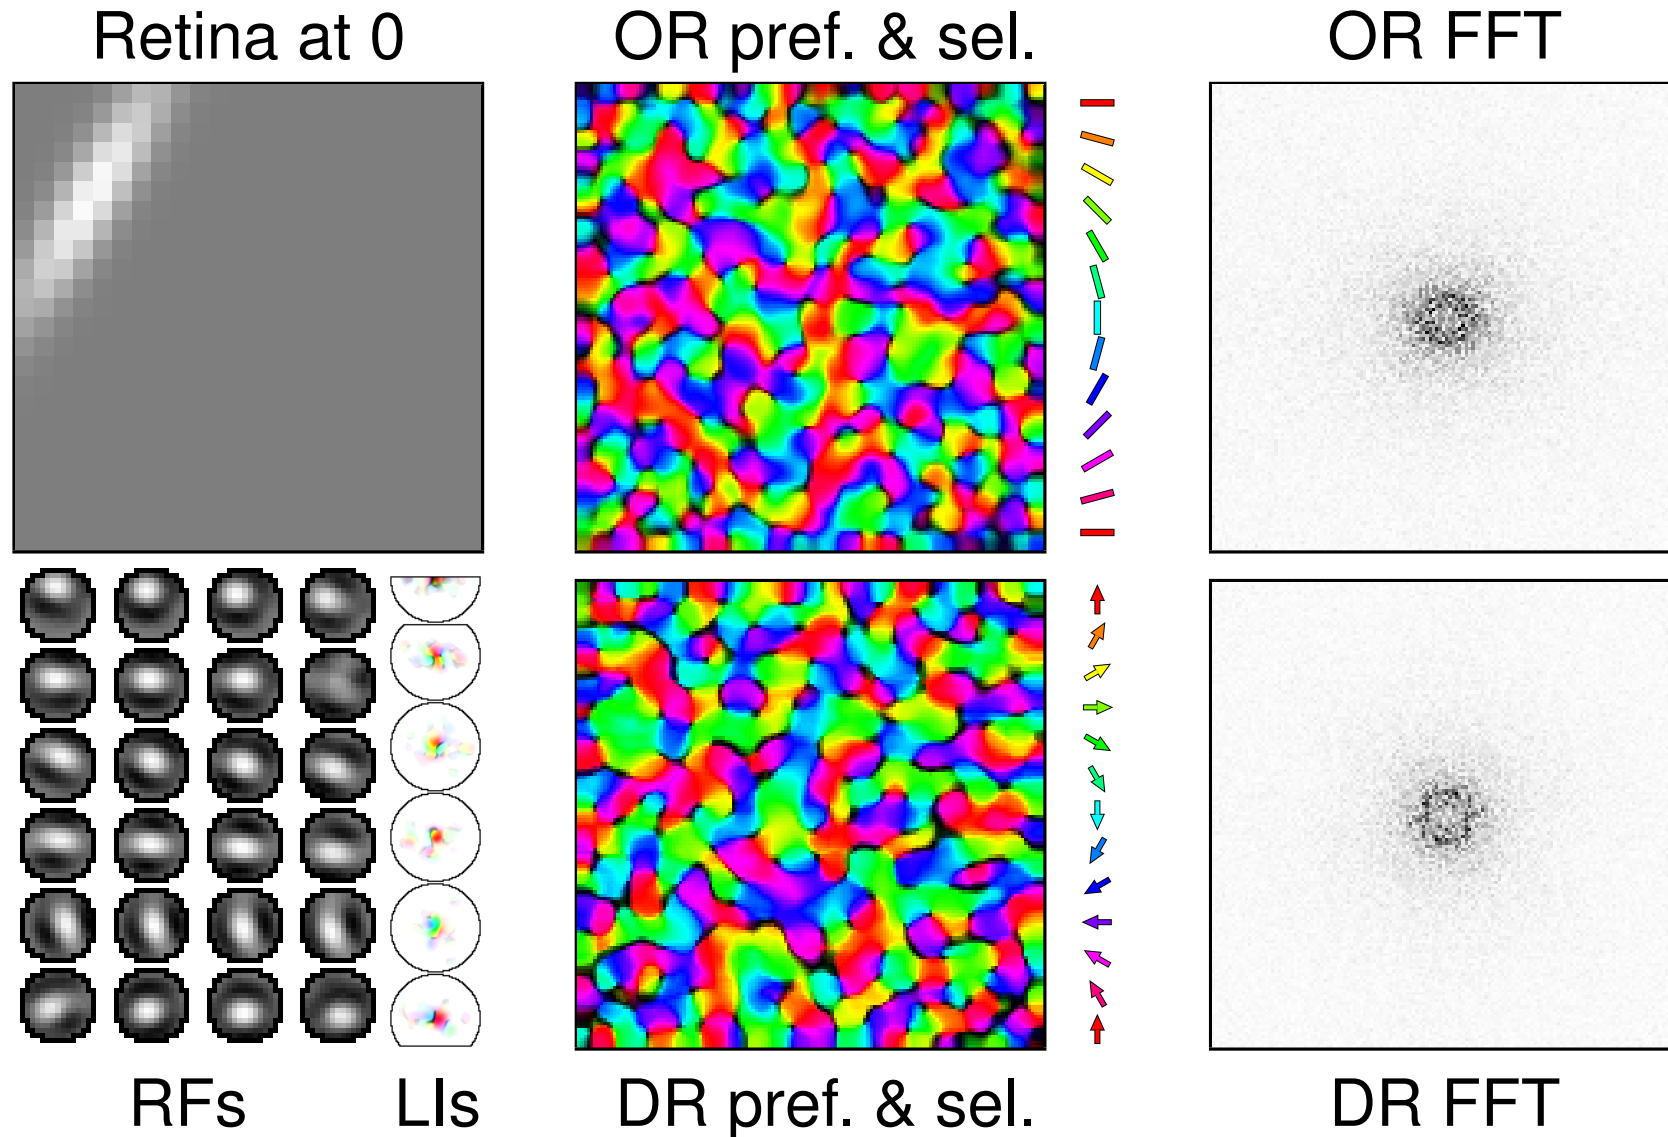 Retina at 0
OR pref. & sel.
OR FFT
RFs
LIs
DR pref. & sel.
DR FFT